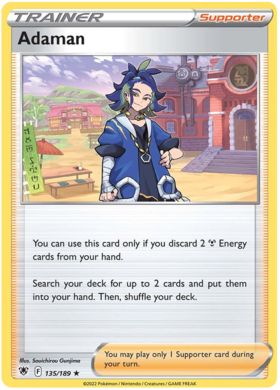 TRAINER Supporter
Adaman
You can use this card only if you discard 2 Energy
cards from your hand.
Search your deck for up to 2 cards and put them
into your hand. Then, shuffle your deck.
Illus. Souichirou Gunjima
F 135/189 ★
You may play only 1 Supporter card during
your turn.
©2022 Pokémon / Nintendo / Creatures / GAME FREAK